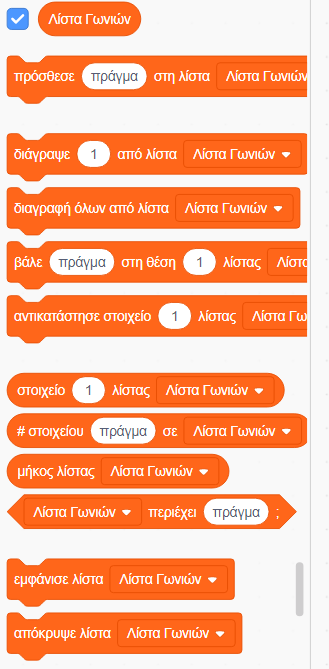 Λίστα Γωνιών
πρόσθεσε πράγμα στη λίστα Λίστα Γωνιών
διάγραψε 1 από λίστα Λίστα Γωνιών
διαγραφή όλων από λίστα Λίστα Γωνιών
βάλε πράγμα στη θέση 1 λίστας Λίστα
αντικατάστησε στοιχείο 1 λίστας Λίστα Γω
στοιχείο 1 λίστας Λίστα Γωνιών
# στοιχείου πράγμα σε Λίστα Γωνιών
μήκος λίστας Λίστα Γωνιών
Λίστα Γωνιών περιέχει πράγμα ;
εμφάνισε λίστα Λίστα Γωνιών
απόκρυψε λίστα Λίστα Γωνιών